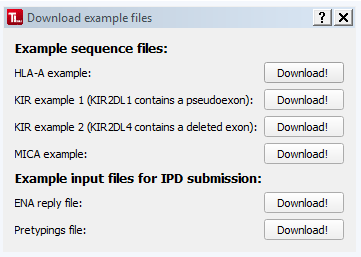 Ti... Download example files ? X
Example sequence files:
HLA-A example: Download!
KIR example 1 (KIR2DL1 contains a pseudoexon): Download!
KIR example 2 (KIR2DL4 contains a deleted exon): Download!
MICA example: Download!
Example input files for IPD submission:
ENA reply file: Download!
Pretypings file: Download!